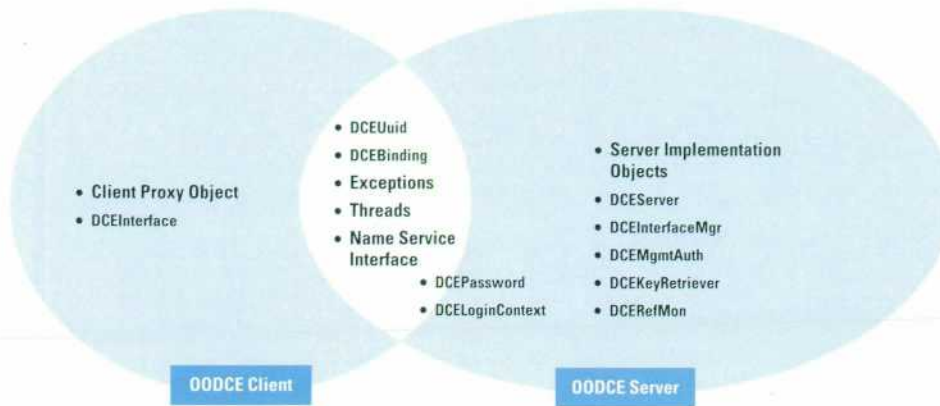 • Client Proxy Object
• DCEInterface
• DCEUuid
• DCEBinding
• Exceptions
• Threads
• Name Service
Interface
• DCEPassword
• DCELoginContext
• Server Implementation
Objects
• DCEServer
• DCEInterfaceMgr
• DCEMgmtAuth
• DCEKeyRetriever
• DCERefMon
OODCE Client
OODCE Server